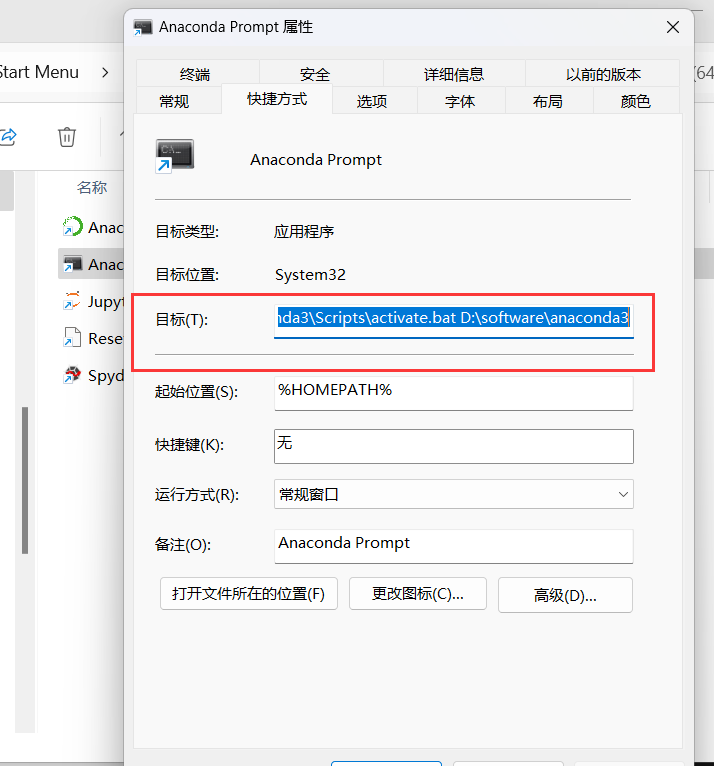 Anaconda Prompt 属性
终端 安全 详细信息 以前的版本
常规 快捷方式 选项 字体 布局 颜色
Start Menu
(64
名称
Anac
Anac
Jupyt
Rese
Spyd
Anaconda Prompt
目标类型: 应用程序
目标位置: System32
目标(T): nda3\Scripts\activate.bat D:\software\anaconda3
起始位置(S): %HOMEPATH%
快捷键(K): 无
运行方式(R): 常规窗口
备注(O): Anaconda Prompt
打开文件所在的位置(F) 更改图标(C)... 高级(D)...